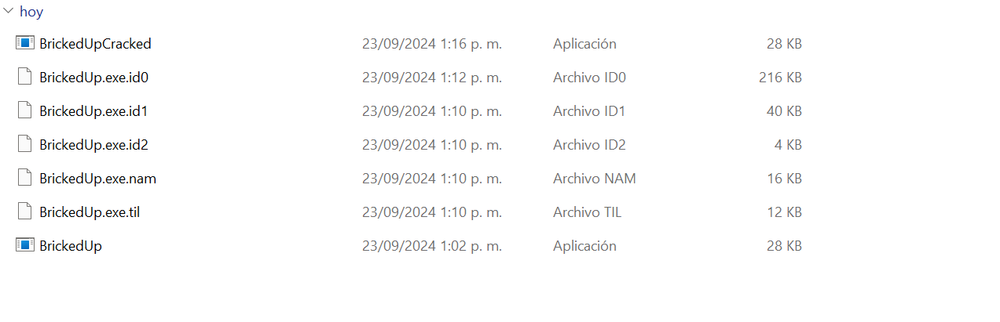 hoy
BrickedUpCracked 23/09/2024 1:16 p. m. Aplicación 28 KB
BrickedUp.exe.id0 23/09/2024 1:12 p. m. Archivo ID0 216 KB
BrickedUp.exe.id1 23/09/2024 1:10 p. m. Archivo ID1 40 KB
BrickedUp.exe.id2 23/09/2024 1:10 p. m. Archivo ID2 4 KB
BrickedUp.exe.nam 23/09/2024 1:10 p. m. Archivo NAM 16 KB
BrickedUp.exe.til 23/09/2024 1:10 p. m. Archivo TIL 12 KB
BrickedUp 23/09/2024 1:02 p. m. Aplicación 28 KB